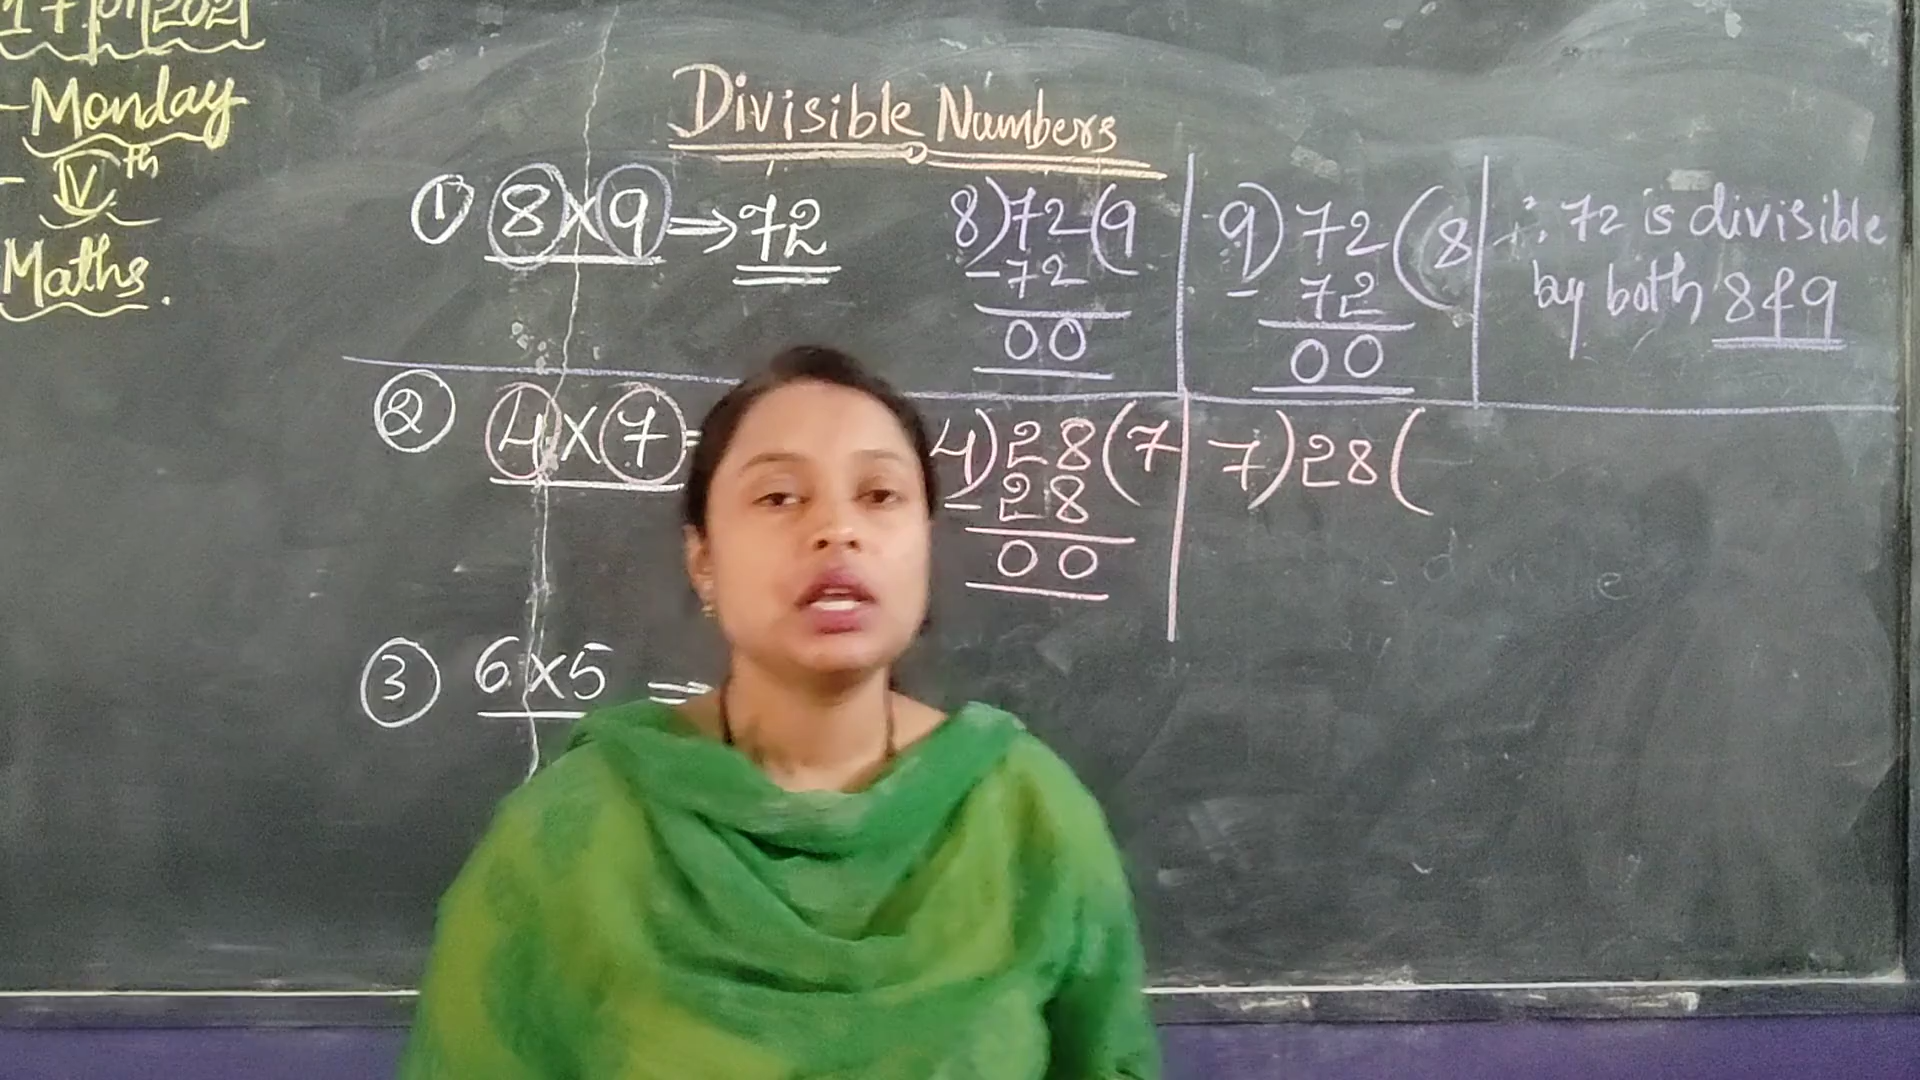 Monday
IVth
Maths.
Divisible Numbers
① 8×9 ⇒ 72
8)72(9
-72
00
9)72(8
- 72
00
∴ 72 is divisible
by both 8 & 9
② 4×7 =
4)28(7
-28
00
7)28(
③ 6×5 ⇒